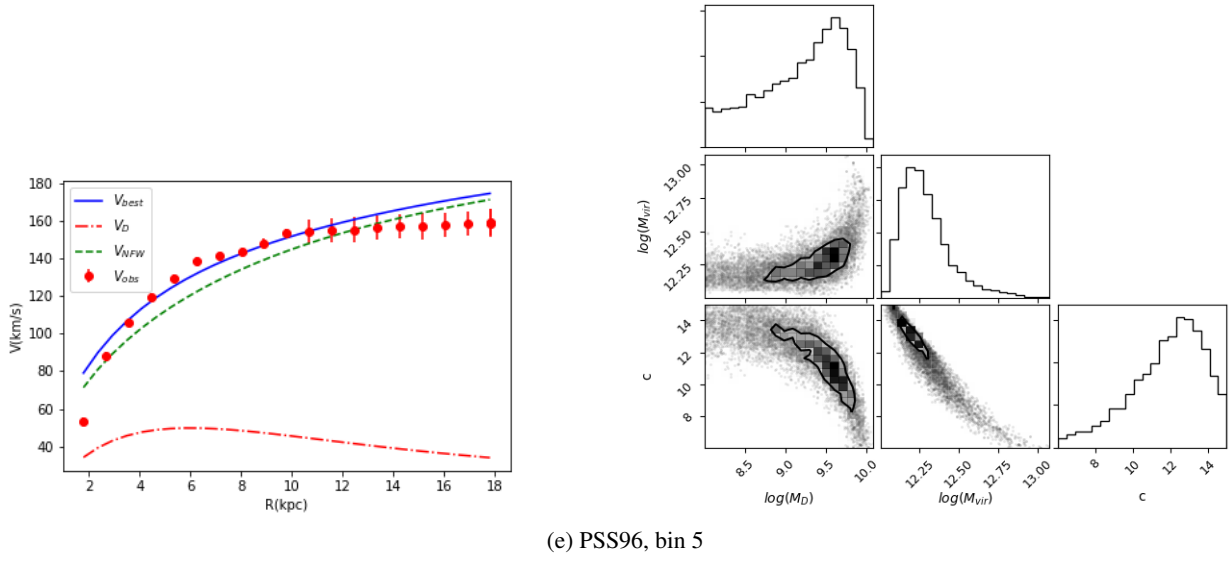 180
160
140
120
100
80
60
40
V(km/s)
V_best
V_D
V_NFW
V_obs
2 4 6 8 10 12 14 16 18
R(kpc)
13.00
12.75
12.50
12.25
log(M_vir)
14
12
10
8
c
8.5 9.0 9.5 10.0
log(M_D)
12.25 12.50 12.75 13.00
log(M_vir)
8 10 12 14
c
(e) PSS96, bin 5